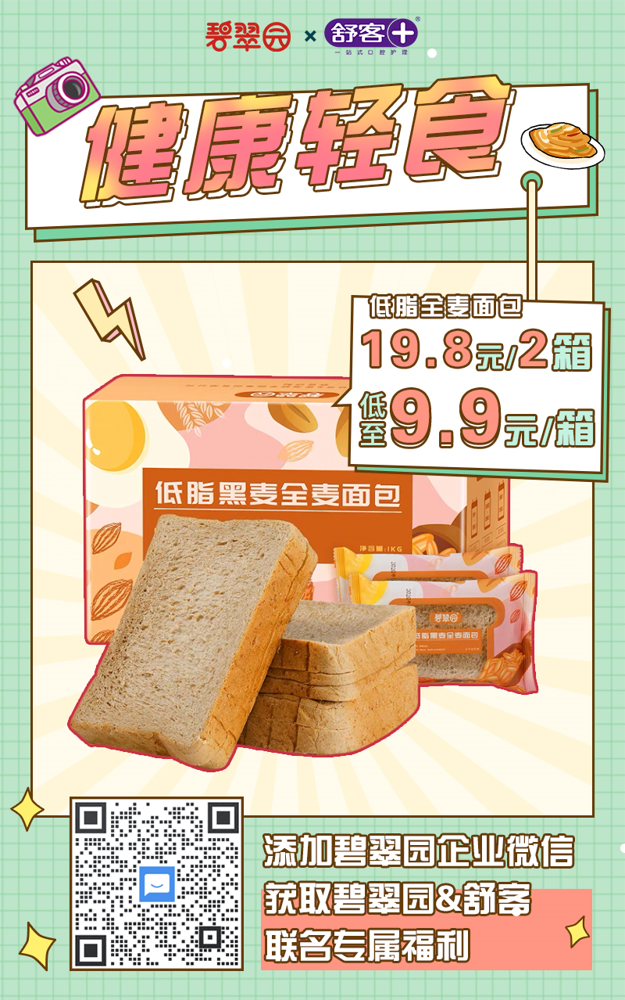 碧翠园 × 舒客+®
一站式口腔护理
健康轻食
低脂全麦面包
19.8元/2箱
低至9.9元/箱
碧翠园
低脂黑麦全麦面包
净含量:1KG
碧翠园
低脂黑麦全麦面包
添加碧翠园企业微信
获取碧翠园&舒客
联名专属福利